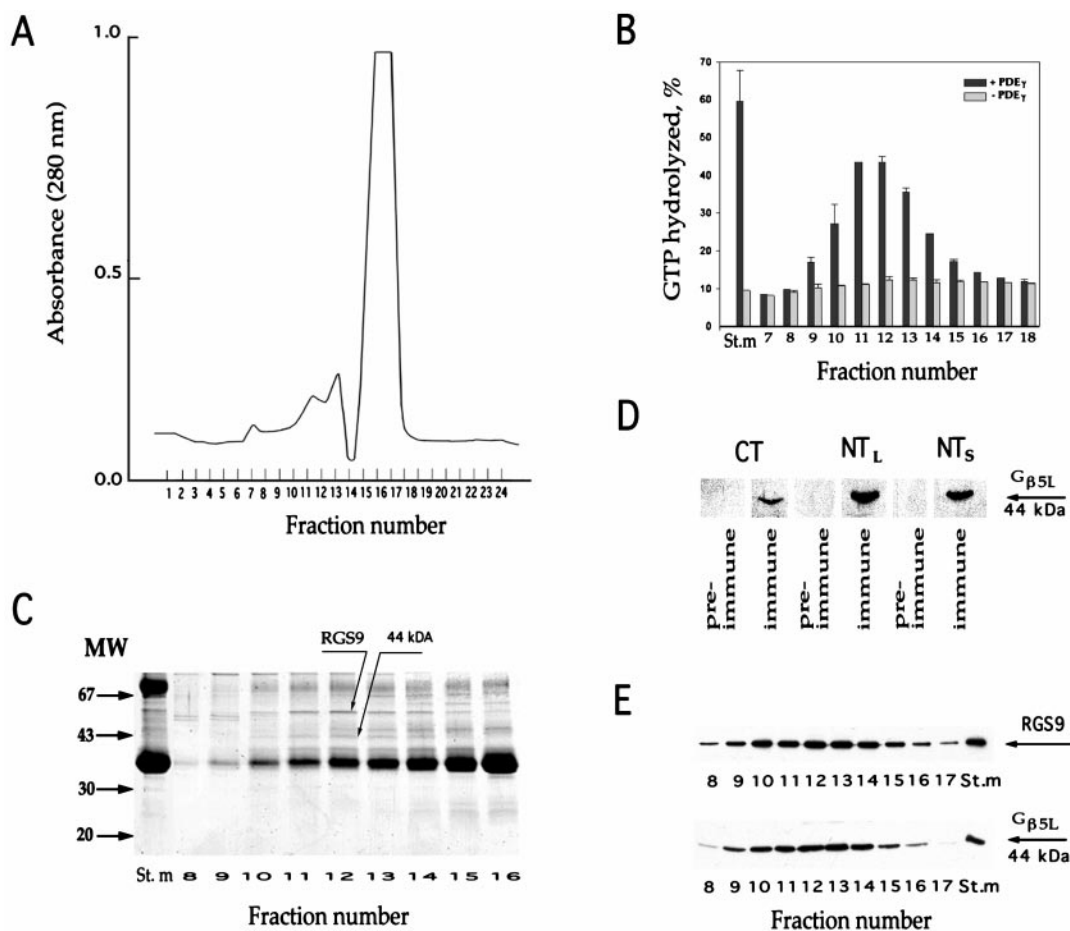 A
1.0
0.5
0.0
Absorbance (280 nm)
1 2 3 4 5 6 7 8 9 10 11 12 13 14 15 16 17 18 19 20 21 22 23 24
Fraction number
B
70
60
50
40
30
20
10
0
GTP hydrolyzed, %
+ PDEγ
- PDEγ
St.m 7 8 9 10 11 12 13 14 15 16 17 18
Fraction number
C
MW
RGS9
44 kDA
67
43
30
20
St. m 8 9 10 11 12 13 14 15 16
Fraction number
D
CT NTL NTS
Gβ5L
44 kDa
pre-immune
immune
pre-immune
immune
pre-immune
immune
E
RGS9
8 9 10 11 12 13 14 15 16 17 St.m
Gβ5L
44 kDa
8 9 10 11 12 13 14 15 16 17 St.m
Fraction number